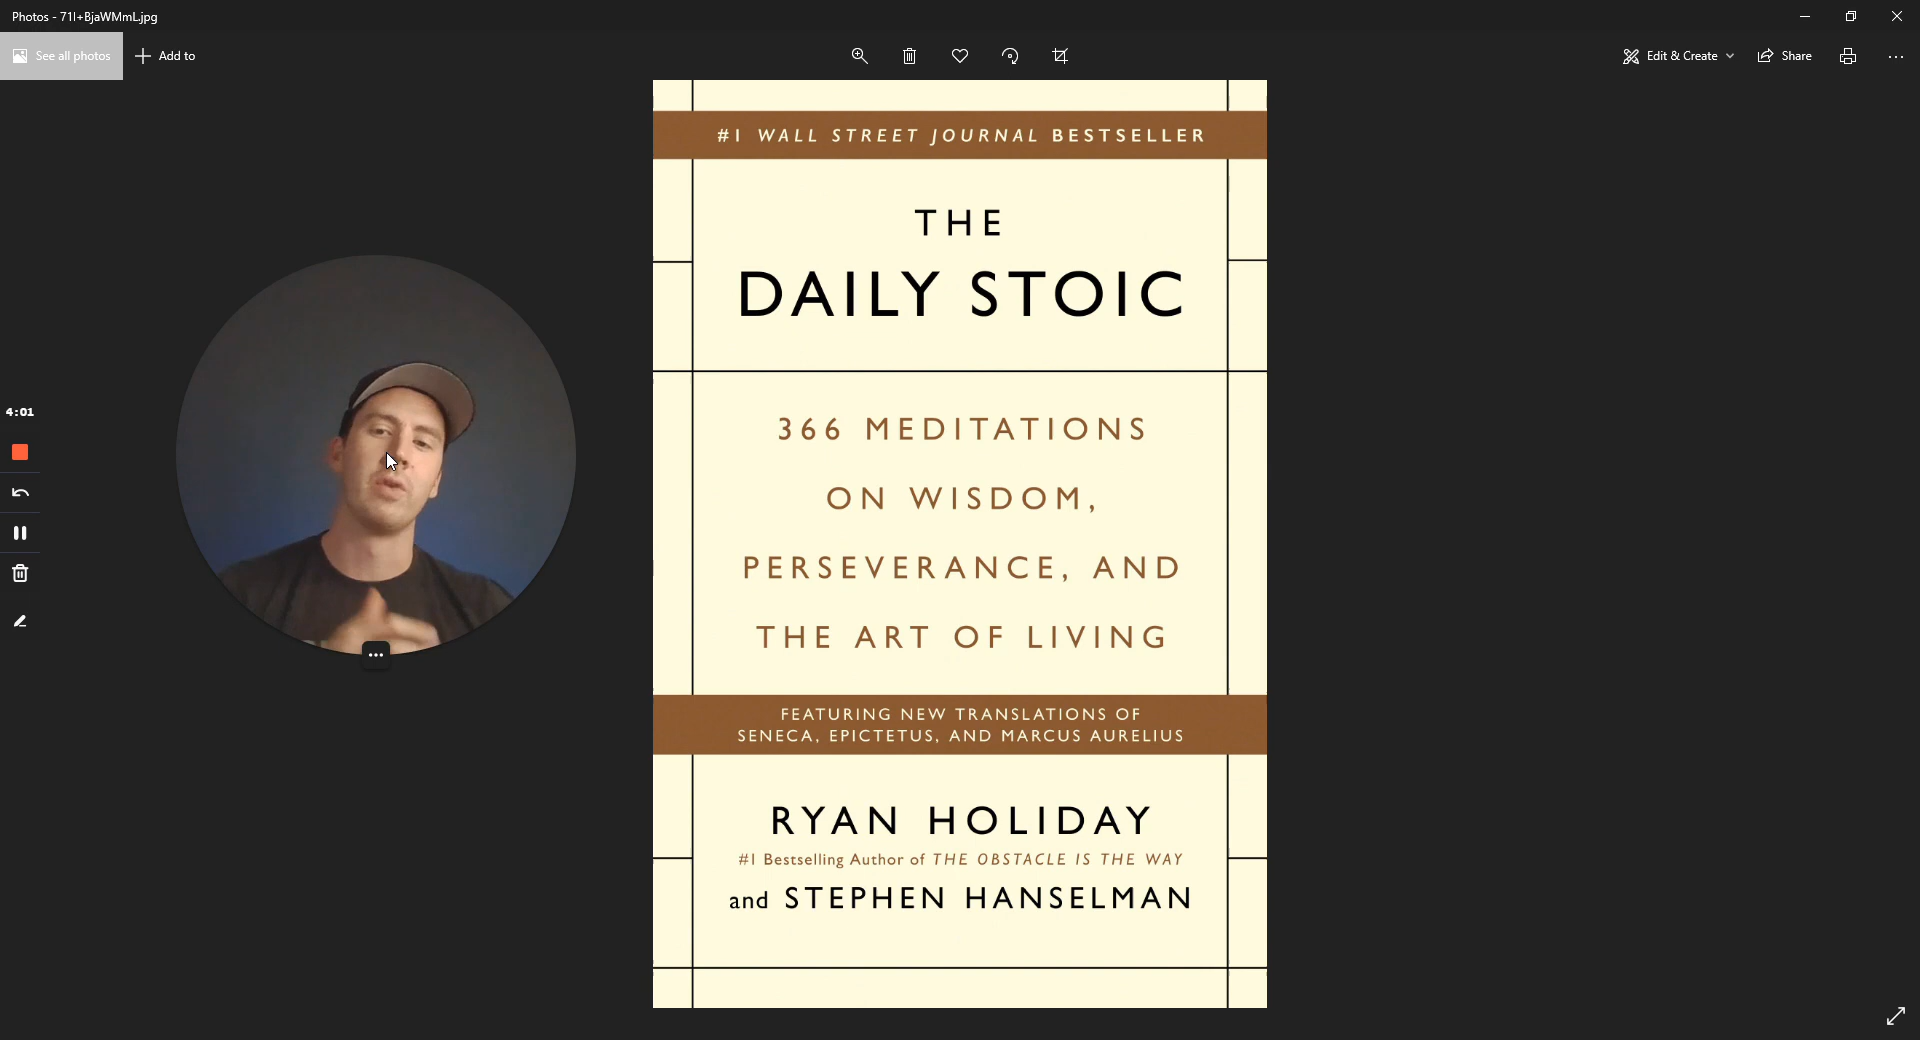 Photos - 71l+BjaWMmL.jpg
See all photos
Add to
Edit & Create
Share
#1 WALL STREET JOURNAL BESTSELLER
THE
DAILY STOIC
366 MEDITATIONS
ON WISDOM,
PERSEVERANCE, AND
THE ART OF LIVING
FEATURING NEW TRANSLATIONS OF
SENECA, EPICTETUS, AND MARCUS AURELIUS
RYAN HOLIDAY
#1 Bestselling Author of THE OBSTACLE IS THE WAY
and STEPHEN HANSELMAN
4:01